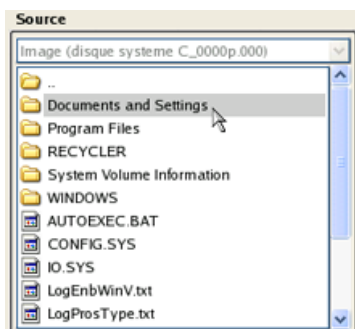 Source
Image (disque systeme C_0000p.000)
..
Documents and Settings
Program Files
RECYCLER
System Volume Information
WINDOWS
AUTOEXEC.BAT
CONFIG.SYS
IO.SYS
LogEnbWinV.txt
LogProsType.txt